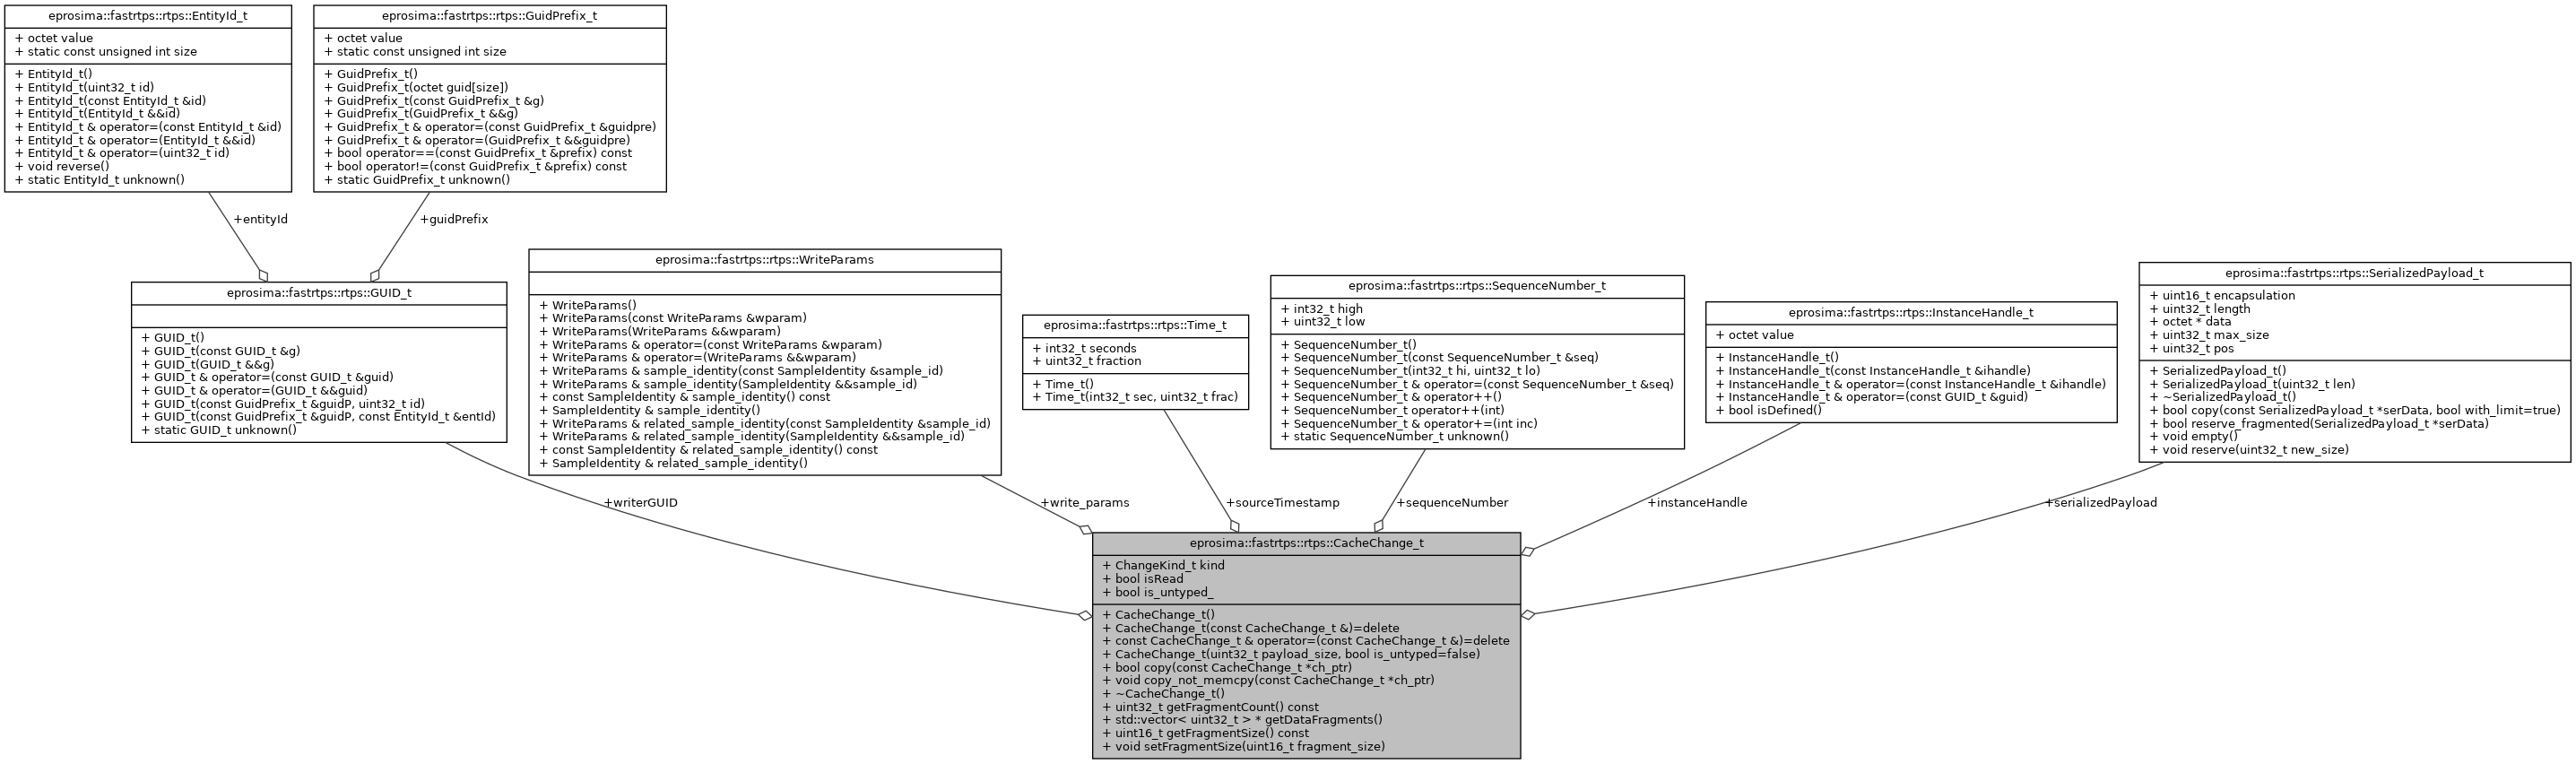 eprosima::fastrtps::rtps::EntityId_t
+ octet value
+ static const unsigned int size
+ EntityId_t()
+ EntityId_t(uint32_t id)
+ EntityId_t(const EntityId_t &id)
+ EntityId_t(EntityId_t &&id)
+ EntityId_t & operator=(const EntityId_t &id)
+ EntityId_t & operator=(EntityId_t &&id)
+ EntityId_t & operator=(uint32_t id)
+ void reverse()
+ static EntityId_t unknown()
eprosima::fastrtps::rtps::GuidPrefix_t
+ octet value
+ static const unsigned int size
+ GuidPrefix_t()
+ GuidPrefix_t(octet guid[size])
+ GuidPrefix_t(const GuidPrefix_t &g)
+ GuidPrefix_t(GuidPrefix_t &&g)
+ GuidPrefix_t & operator=(const GuidPrefix_t &guidpre)
+ GuidPrefix_t & operator=(GuidPrefix_t &&guidpre)
+ bool operator==(const GuidPrefix_t &prefix) const
+ bool operator!=(const GuidPrefix_t &prefix) const
+ static GuidPrefix_t unknown()
+entityId
+guidPrefix
eprosima::fastrtps::rtps::GUID_t
+ GUID_t()
+ GUID_t(const GUID_t &g)
+ GUID_t(GUID_t &&g)
+ GUID_t & operator=(const GUID_t &guid)
+ GUID_t & operator=(GUID_t &&guid)
+ GUID_t(const GuidPrefix_t &guidP, uint32_t id)
+ GUID_t(const GuidPrefix_t &guidP, const EntityId_t &entId)
+ static GUID_t unknown()
eprosima::fastrtps::rtps::WriteParams
+ WriteParams()
+ WriteParams(const WriteParams &wparam)
+ WriteParams(WriteParams &&wparam)
+ WriteParams & operator=(const WriteParams &wparam)
+ WriteParams & operator=(WriteParams &&wparam)
+ WriteParams & sample_identity(const SampleIdentity &sample_id)
+ WriteParams & sample_identity(SampleIdentity &&sample_id)
+ const SampleIdentity & sample_identity() const
+ SampleIdentity & sample_identity()
+ WriteParams & related_sample_identity(const SampleIdentity &sample_id)
+ WriteParams & related_sample_identity(SampleIdentity &&sample_id)
+ const SampleIdentity & related_sample_identity() const
+ SampleIdentity & related_sample_identity()
eprosima::fastrtps::rtps::Time_t
+ int32_t seconds
+ uint32_t fraction
+ Time_t()
+ Time_t(int32_t sec, uint32_t frac)
eprosima::fastrtps::rtps::SequenceNumber_t
+ int32_t high
+ uint32_t low
+ SequenceNumber_t()
+ SequenceNumber_t(const SequenceNumber_t &seq)
+ SequenceNumber_t(int32_t hi, uint32_t lo)
+ SequenceNumber_t & operator=(const SequenceNumber_t &seq)
+ SequenceNumber_t & operator++()
+ SequenceNumber_t operator++(int)
+ SequenceNumber_t & operator+=(int inc)
+ static SequenceNumber_t unknown()
eprosima::fastrtps::rtps::InstanceHandle_t
+ octet value
+ InstanceHandle_t()
+ InstanceHandle_t(const InstanceHandle_t &ihandle)
+ InstanceHandle_t & operator=(const InstanceHandle_t &ihandle)
+ InstanceHandle_t & operator=(const GUID_t &guid)
+ bool isDefined()
eprosima::fastrtps::rtps::SerializedPayload_t
+ uint16_t encapsulation
+ uint32_t length
+ octet * data
+ uint32_t max_size
+ uint32_t pos
+ SerializedPayload_t()
+ SerializedPayload_t(uint32_t len)
+ ~SerializedPayload_t()
+ bool copy(const SerializedPayload_t *serData, bool with_limit=true)
+ bool reserve_fragmented(SerializedPayload_t *serData)
+ void empty()
+ void reserve(uint32_t new_size)
+writerGUID
+write_params
+sourceTimestamp
+sequenceNumber
+instanceHandle
+serializedPayload
eprosima::fastrtps::rtps::CacheChange_t
+ ChangeKind_t kind
+ bool isRead
+ bool is_untyped_
+ CacheChange_t()
+ CacheChange_t(const CacheChange_t &)=delete
+ const CacheChange_t & operator=(const CacheChange_t &)=delete
+ CacheChange_t(uint32_t payload_size, bool is_untyped=false)
+ bool copy(const CacheChange_t *ch_ptr)
+ void copy_not_memcpy(const CacheChange_t *ch_ptr)
+ ~CacheChange_t()
+ uint32_t getFragmentCount() const
+ std::vector< uint32_t > * getDataFragments()
+ uint16_t getFragmentSize() const
+ void setFragmentSize(uint16_t fragment_size)